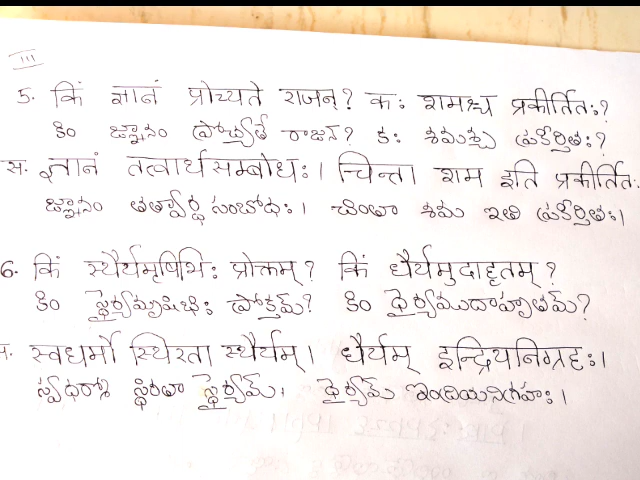 III
5. किं ज्ञानं प्रोच्यते राजन्? कः शमश्च प्रकीर्तितः?
కిం జ్ఞానం ప్రోచ్యతే రాజన్? కః శమశ్చ ప్రకీర్తితః?
स. ज्ञानं तत्वार्थसम्बोधः। चिन्ता शम इति प्रकीर्तितः
జ్ఞానం తత్వార్థ సంబోధః। చింతా శమ ఇతి ప్రకీర్తితః।
6. किं स्थैर्यमृषिभिः प्रोक्तम्? किं धैर्यमुदाहृतम्?
కిం స్థైర్యమృషిభిః ప్రోక్తమ్? కిం ధైర్యముదాహృతమ్?
स. स्वधर्मो स्थिरता स्थैर्यम्। धैर्यम् इन्द्रियनिग्रहः।
స్వధర్మో స్థిరతా స్థైర్యమ్। ధైర్యమ్ ఇంద్రియనిగ్రహః।